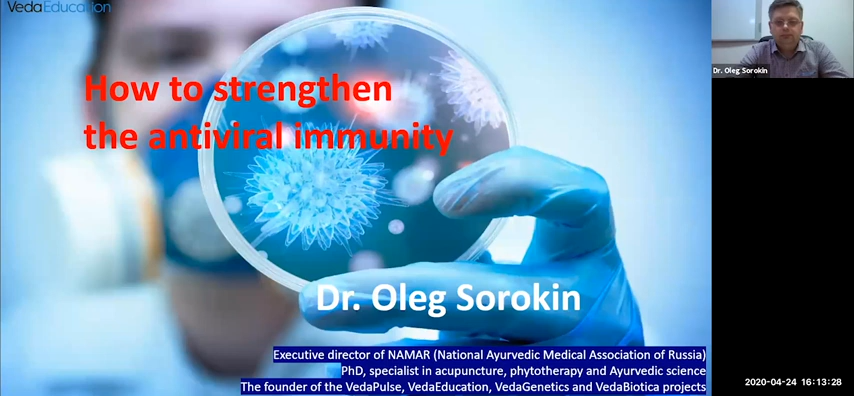 VedaEducation
Dr. Oleg Sorokin
How to strengthen
the antiviral immunity
Dr. Oleg Sorokin
Executive director of NAMAR (National Ayurvedic Medical Association of Russia)
PhD, specialist in acupuncture, phytotherapy and Ayurvedic science
The founder of the VedaPulse, VedaEducation, VedaGenetics and VedaBiotica projects
2020-04-24 16:13:28